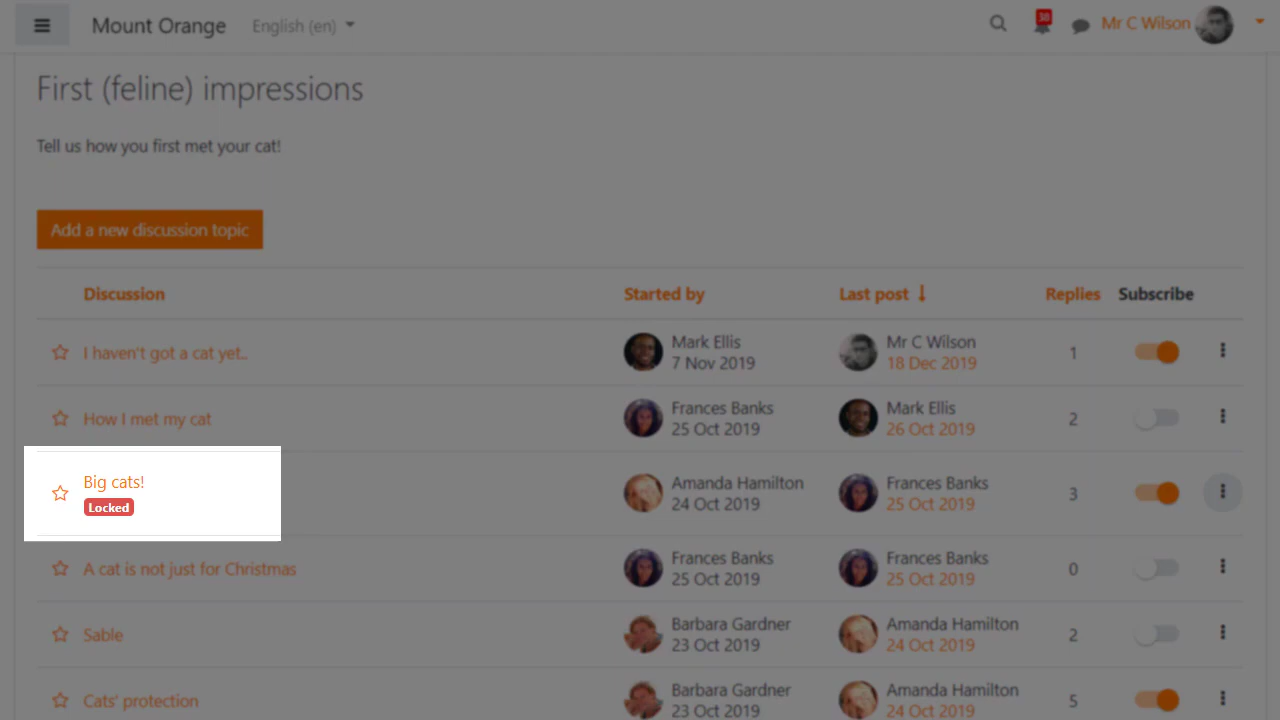 Mount Orange English (en) 38 Mr C Wilson
First (feline) impressions
Tell us how you first met your cat!
Add a new discussion topic
Discussion Started by Last post Replies Subscribe
I haven't got a cat yet.. Mark Ellis Mr C Wilson 1
7 Nov 2019 18 Dec 2019
How I met my cat Frances Banks Mark Ellis 2
25 Oct 2019 26 Oct 2019
Big cats! Amanda Hamilton Frances Banks 3
Locked 24 Oct 2019 25 Oct 2019
A cat is not just for Christmas Frances Banks Frances Banks 0
25 Oct 2019 25 Oct 2019
Sable Barbara Gardner Amanda Hamilton 2
23 Oct 2019 24 Oct 2019
Cats' protection Barbara Gardner Amanda Hamilton 5
23 Oct 2019 24 Oct 2019